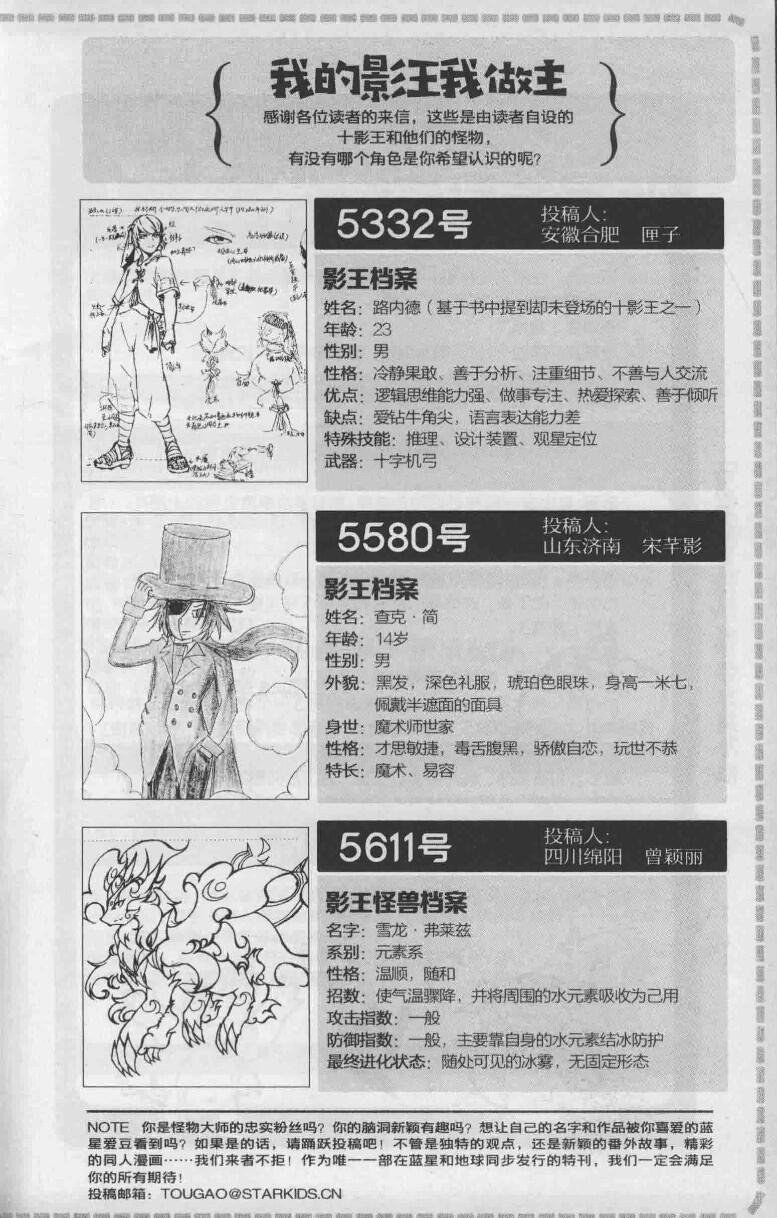 我的影王我做主
感谢各位读者的来信，这些是由读者自设的
十影王和他们的怪物，
有没有哪个角色是你希望认识的呢？
5332号
投稿人：
安徽合肥 匣子
影王档案
姓名：路内德（基于书中提到却未登场的十影王之一）
年龄：23
性别：男
性格：冷静果敢、善于分析、注重细节、不善与人交流
优点：逻辑思维能力强、做事专注、热爱探索、善于倾听
缺点：爱钻牛角尖，语言表达能力差
特殊技能：推理、设计装置、观星定位
武器：十字机弓
5580号
投稿人：
山东济南 宋芊影
影王档案
姓名：查克·简
年龄：14岁
性别：男
外貌：黑发，深色礼服，琥珀色眼珠，身高一米七，
佩戴半遮面的面具
身世：魔术师世家
性格：才思敏捷，毒舌腹黑，骄傲自恋，玩世不恭
特长：魔术、易容
5611号
投稿人：
四川绵阳 曾颖丽
影王怪兽档案
名字：雪龙·弗莱兹
系别：元素系
性格：温顺，随和
招数：使气温骤降，并将周围的水元素吸收为己用
攻击指数：一般
防御指数：一般，主要靠自身的水元素结冰防护
最终进化状态：随处可见的冰雾，无固定形态
NOTE 你是怪物大师的忠实粉丝吗？你的脑洞新颖有趣吗？想让自己的名字和作品被你喜爱的蓝
星爱豆看到吗？如果是的话，请踊跃投稿吧！不管是独特的观点，还是新颖的番外故事，精彩
的同人漫画……我们来者不拒！作为唯一一部在蓝星和地球同步发行的特刊，我们一定会满足
你的所有期待！
投稿邮箱：TOUGAO@STARKIDS.CN